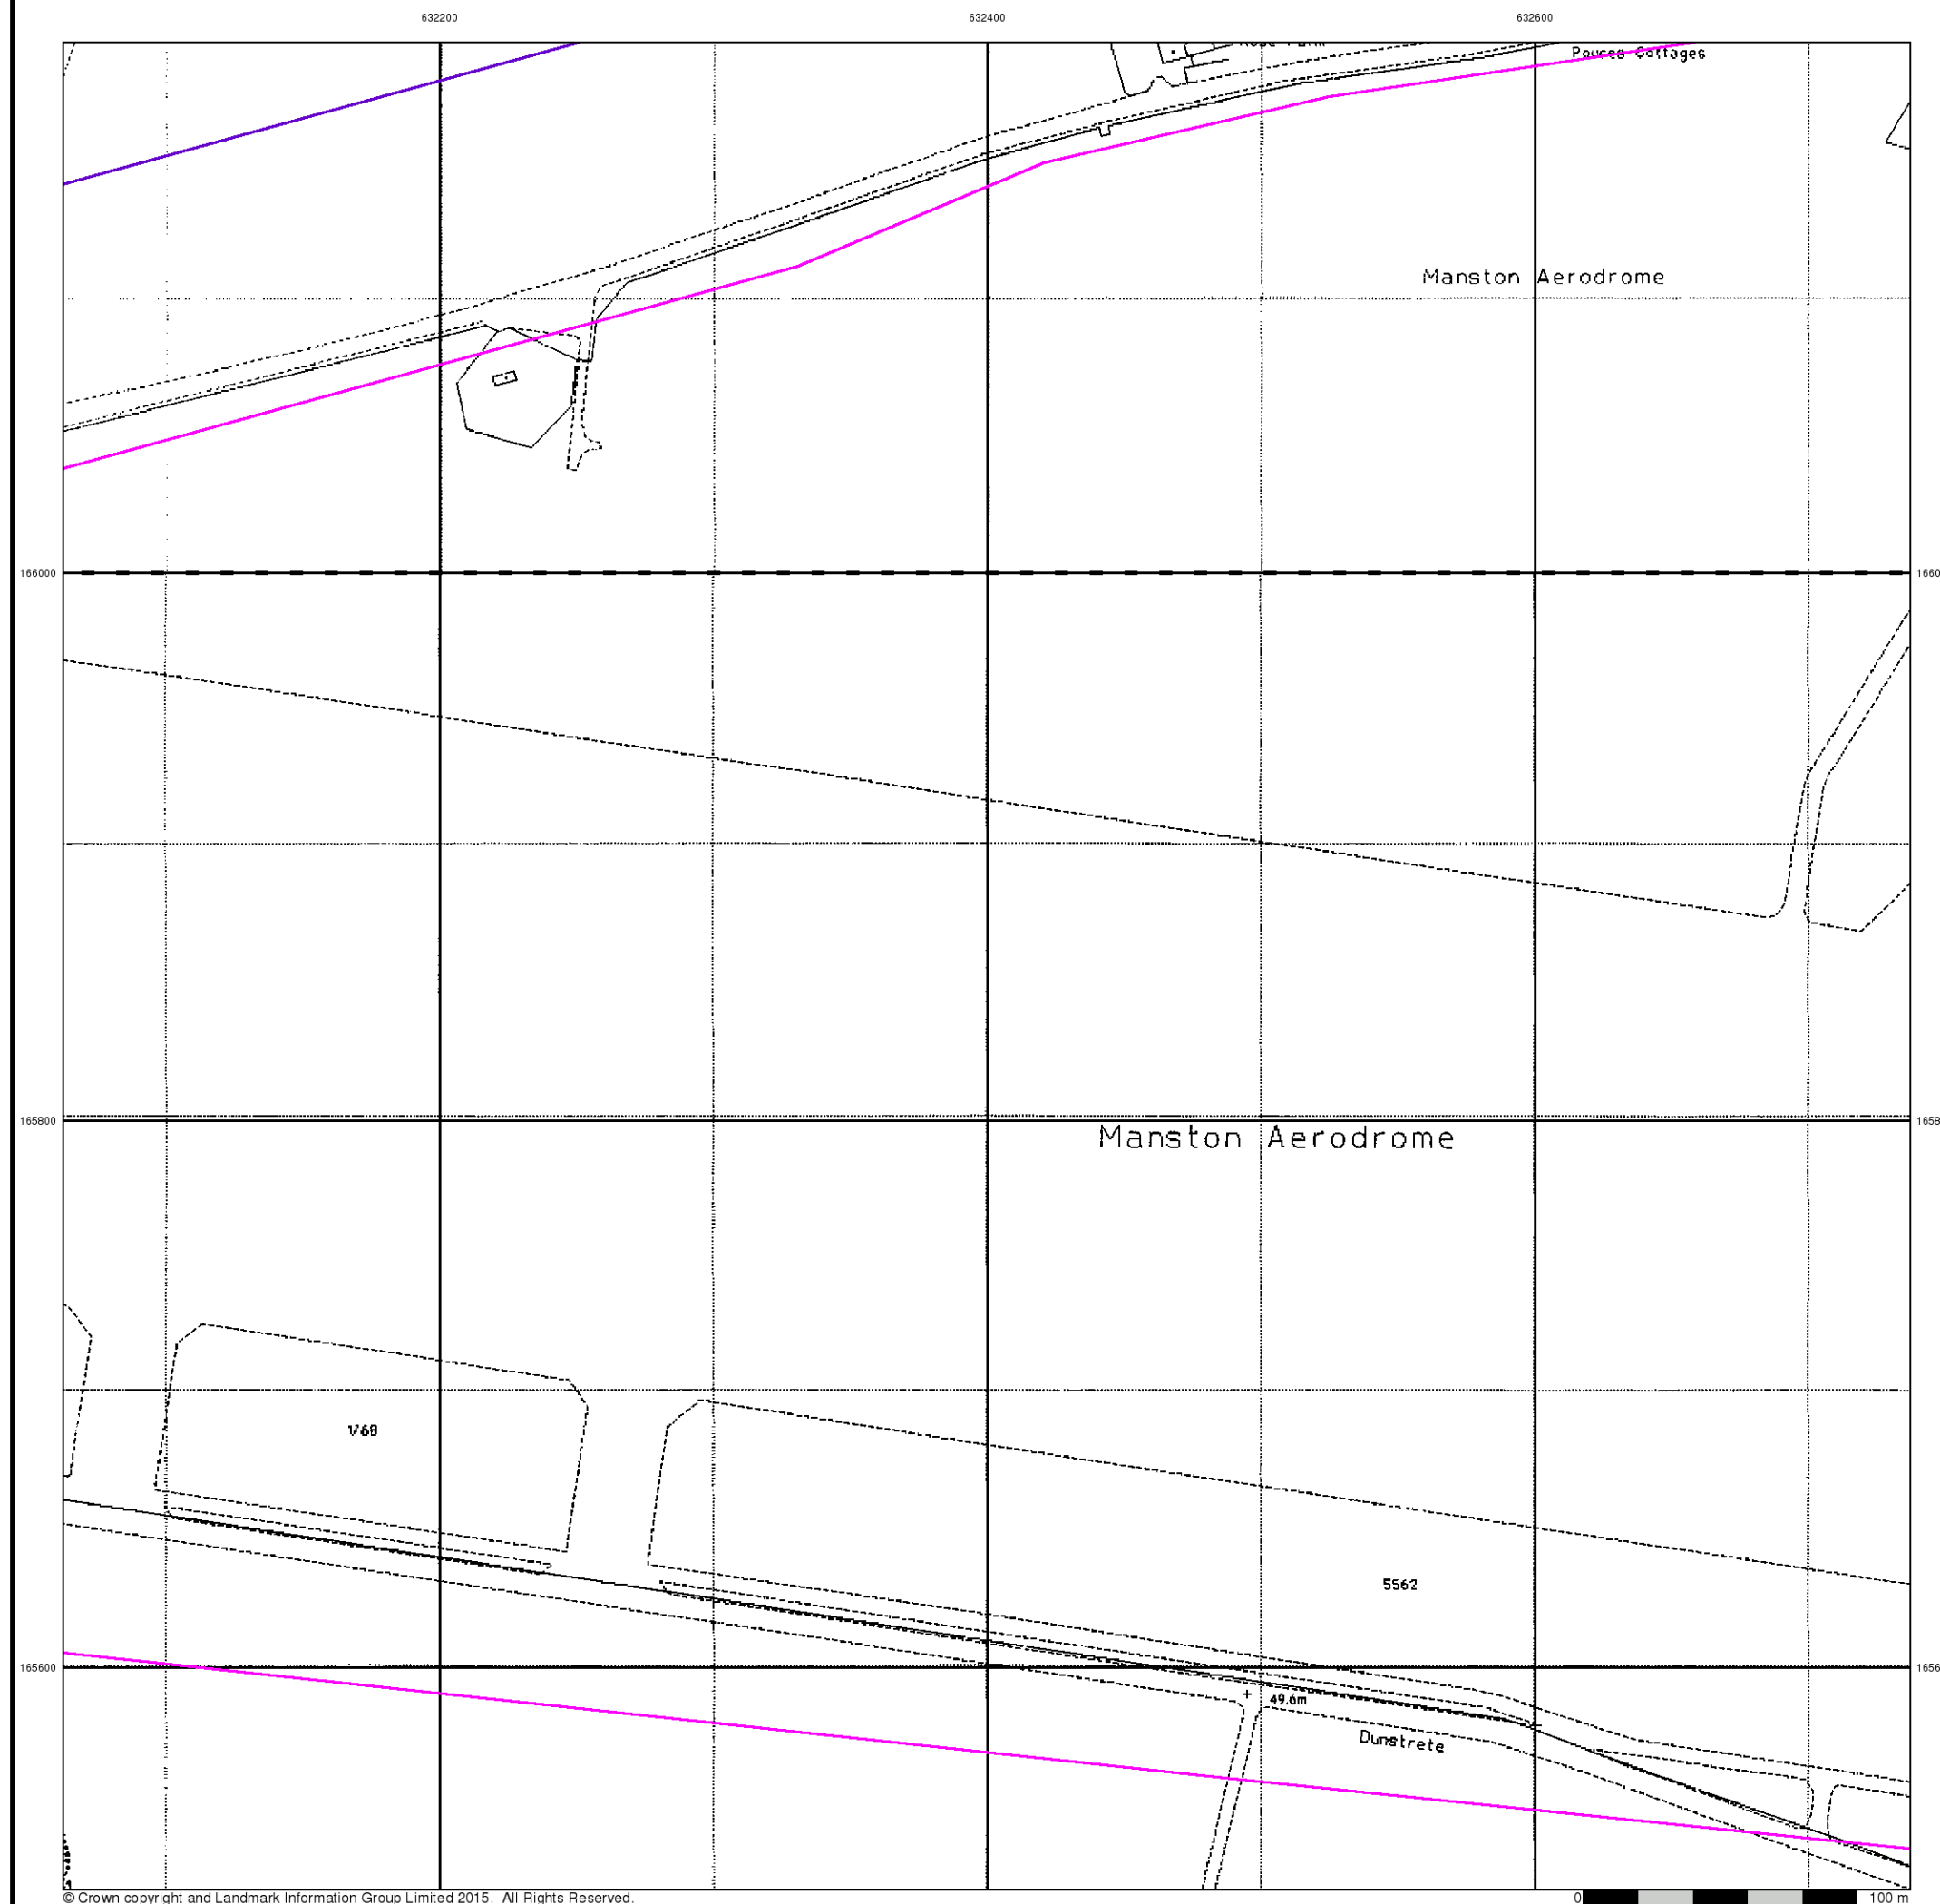 632200 632400 632600
Pouces Cottages
Manston Aerodrome
166000 1660
165800 1658
Manston Aerodrome
1768
5562
165600 1656
49.6m
Dunstrete
© Crown copyright and Landmark Information Group Limited 2015. All Rights Reserved. 0 100 m